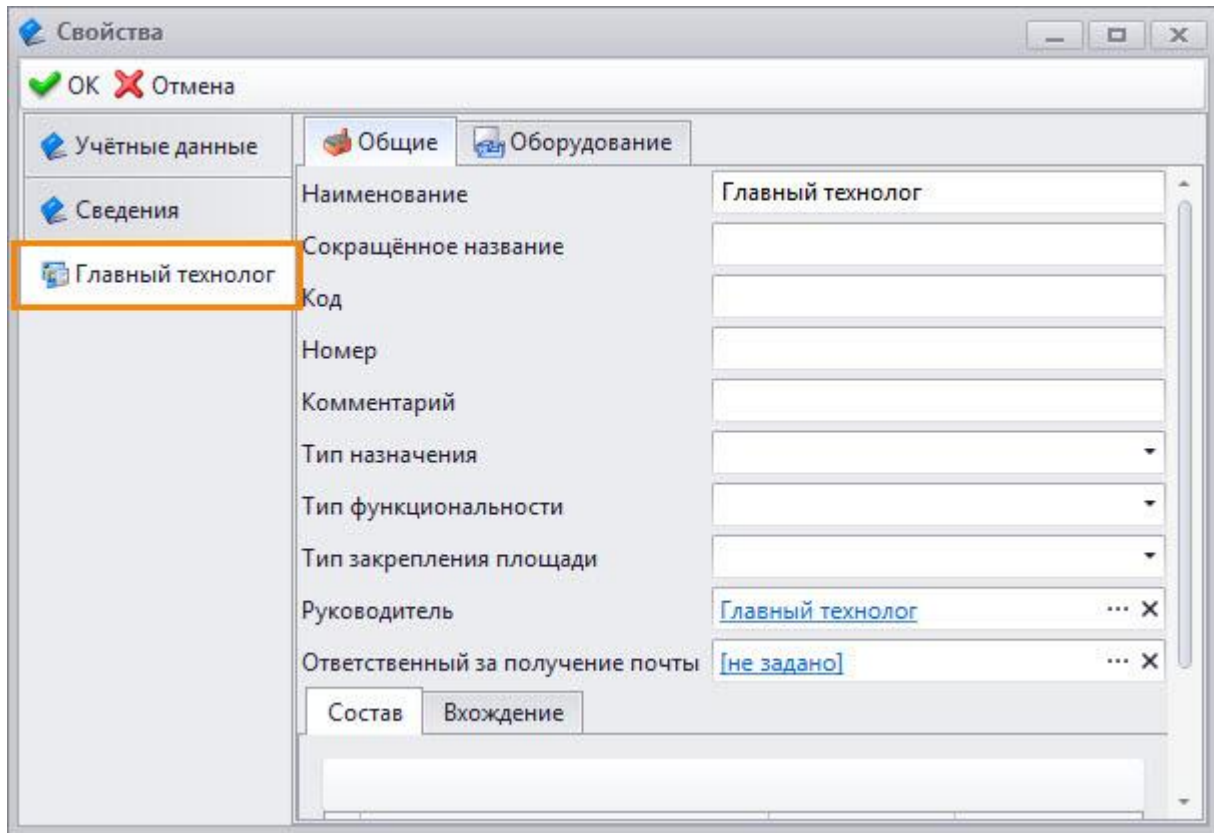 Свойства
ОК Отмена
Учётные данные
Сведения
Главный технолог
Общие Оборудование
Наименование Главный технолог
Сокращённое название
Код
Номер
Комментарий
Тип назначения
Тип функциональности
Тип закрепления площади
Руководитель Главный технолог ...
Ответственный за получение почты [не задано] ...
Состав Вхождение